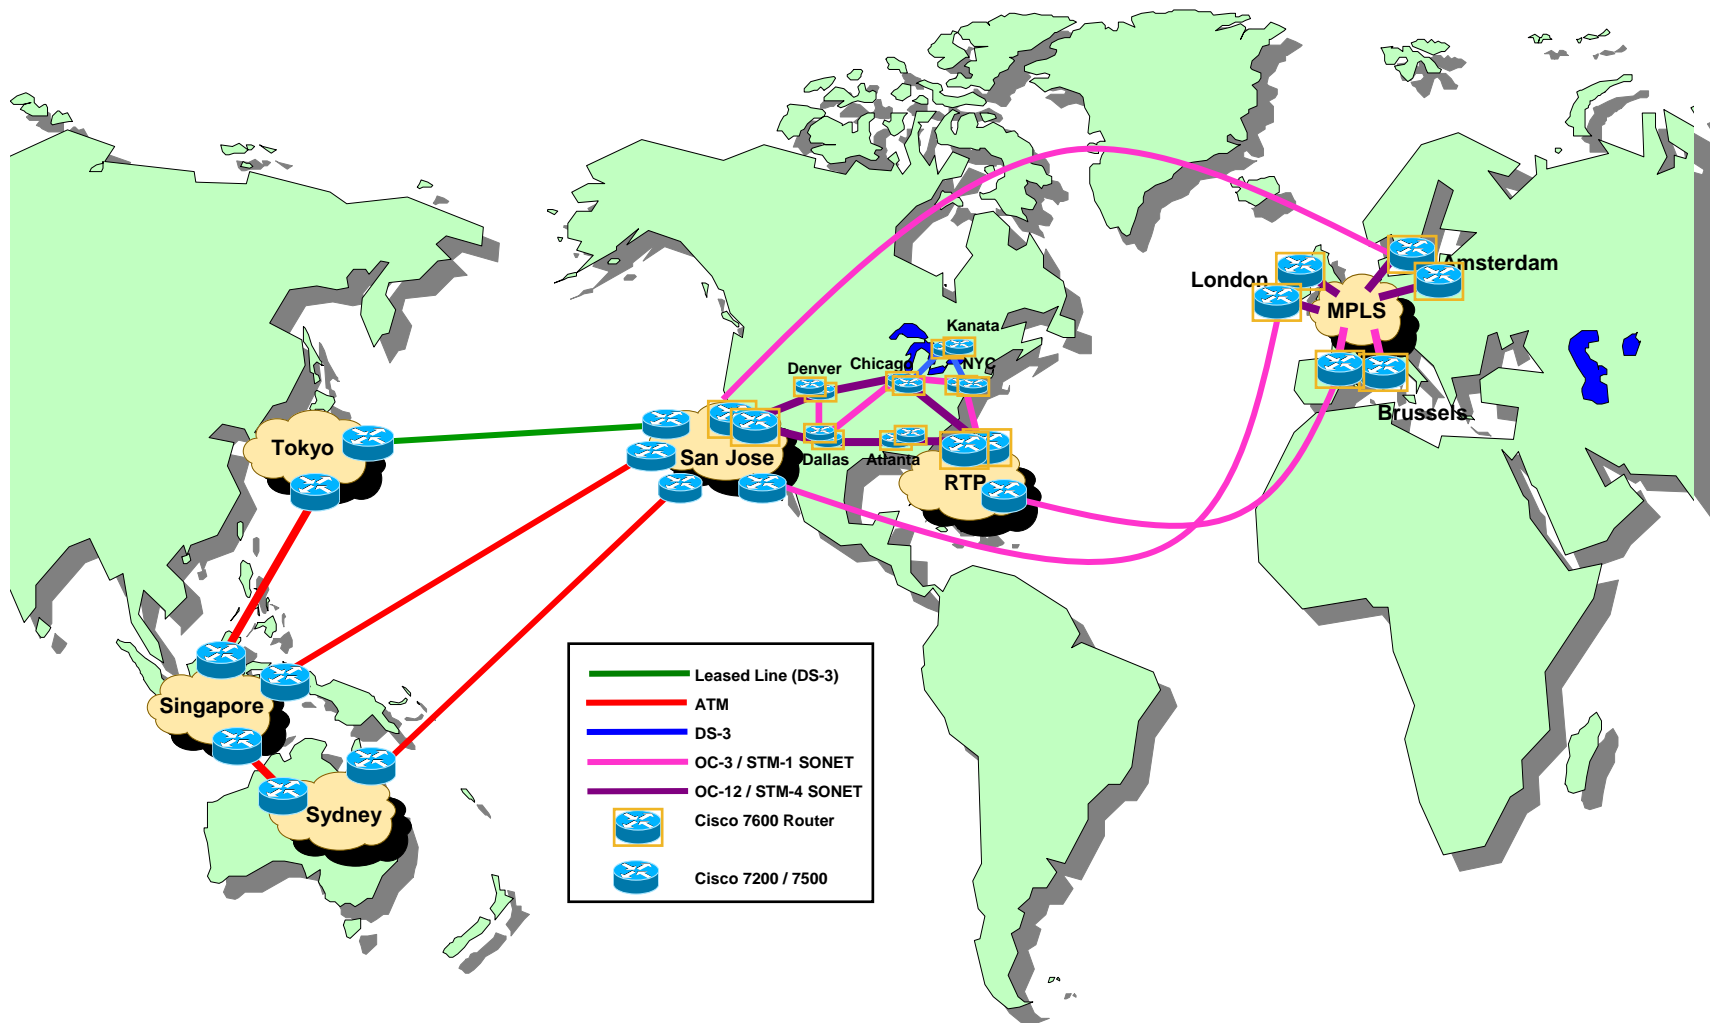 Kanata
London
Amsterdam
MPLS
Denver
Chicago
NYC
Brussels
Tokyo
San Jose
Dallas
Atlanta
RTP
Singapore
Sydney
Leased Line (DS-3)
ATM
DS-3
OC-3 / STM-1 SONET
OC-12 / STM-4 SONET
Cisco 7600 Router
Cisco 7200 / 7500